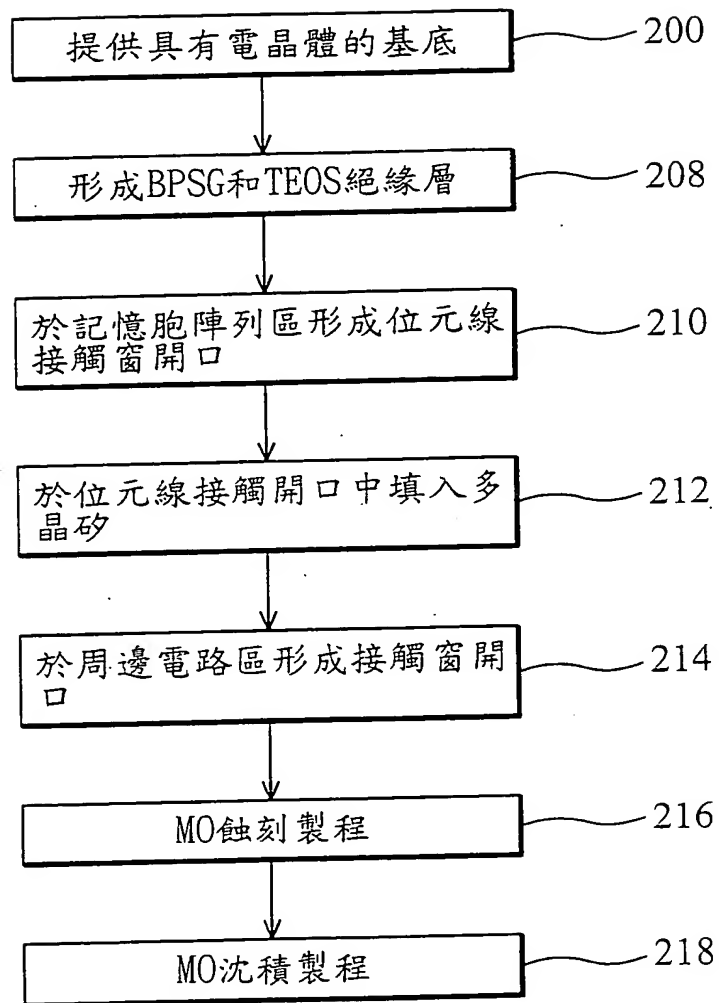 提供具有電晶體的基底
200
形成BPSG和TEOS絕緣層
208
於記憶胞陣列區形成位元線
接觸窗開口
210
於位元線接觸開口中填入多
晶矽
212
於周邊電路區形成接觸窗開
口
214
MO蝕刻製程
216
MO沈積製程
218